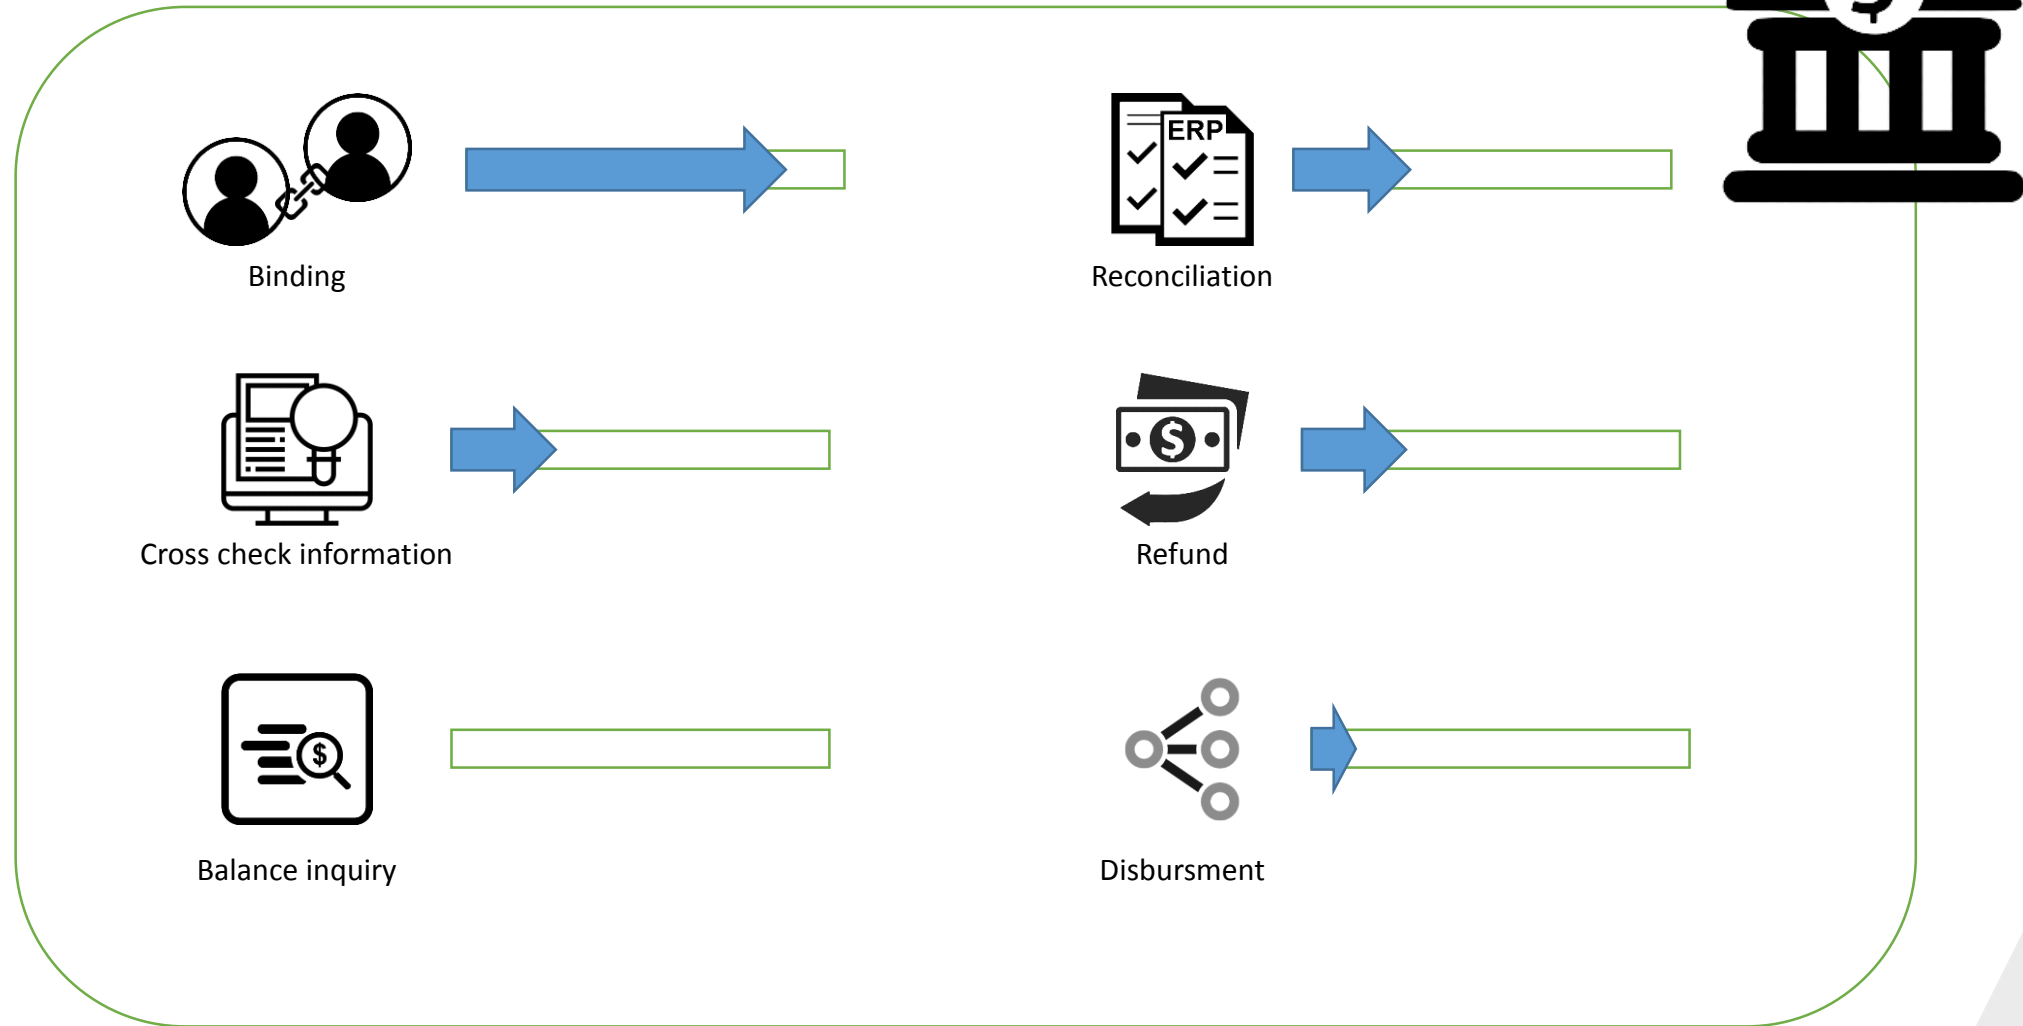 ERP
Binding
Reconciliation
$
Cross check information
Refund
$
Balance inquiry
Disbursment